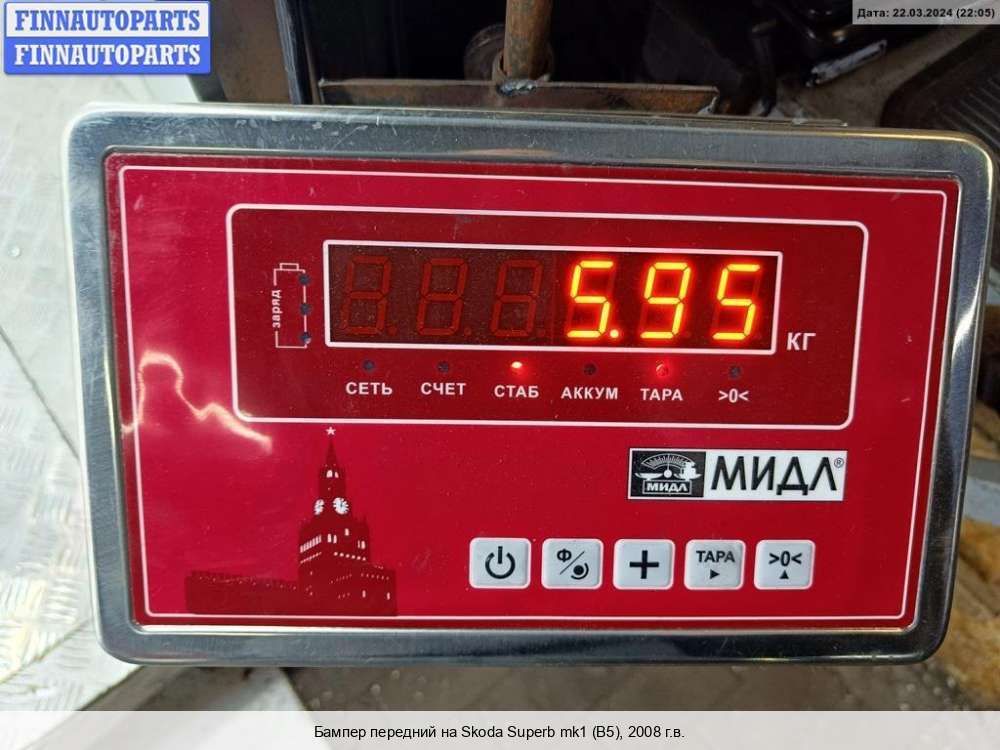 FINNAUTOPARTS
FINNAUTOPARTS
Дата: 22.03.2024 (22:05)
заряд
5.95
КГ
СЕТЬ СЧЕТ СТАБ АККУМ ТАРА >0<
МИДЛ МИДЛ®
Ф/ + ТАРА >0<
Бампер передний на Skoda Superb mk1 (B5), 2008 г.в.